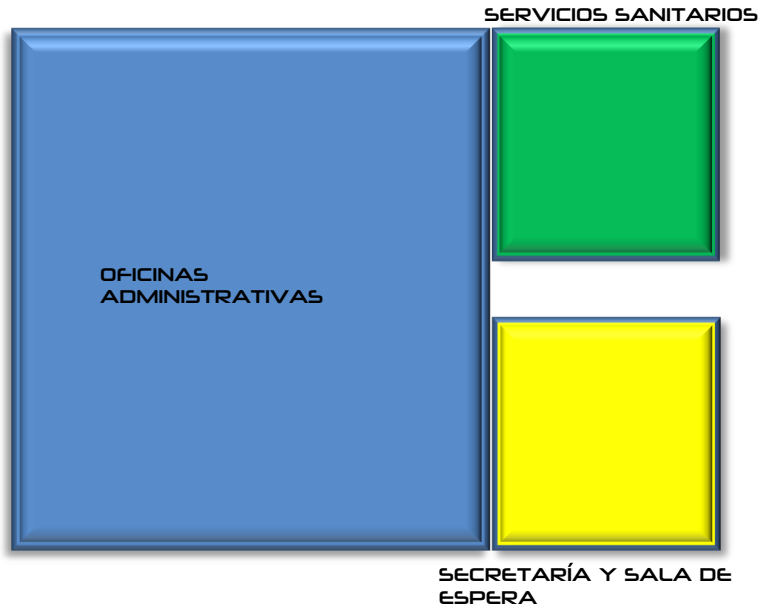 SERVICIOS SANITARIOS
OFICINAS
ADMINISTRATIVAS
SECRETARÍA Y SALA DE
ESPERA